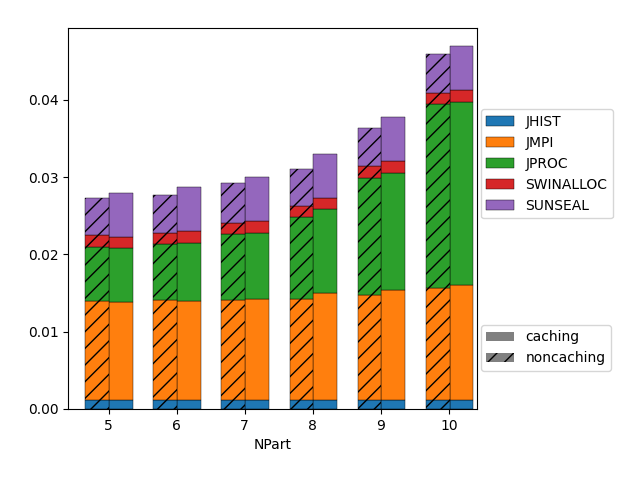 0.04
0.03
0.02
0.01
0.00
5 6 7 8 9 10
NPart
JHIST
JMPI
JPROC
SWINALLOC
SUNSEAL
caching
noncaching